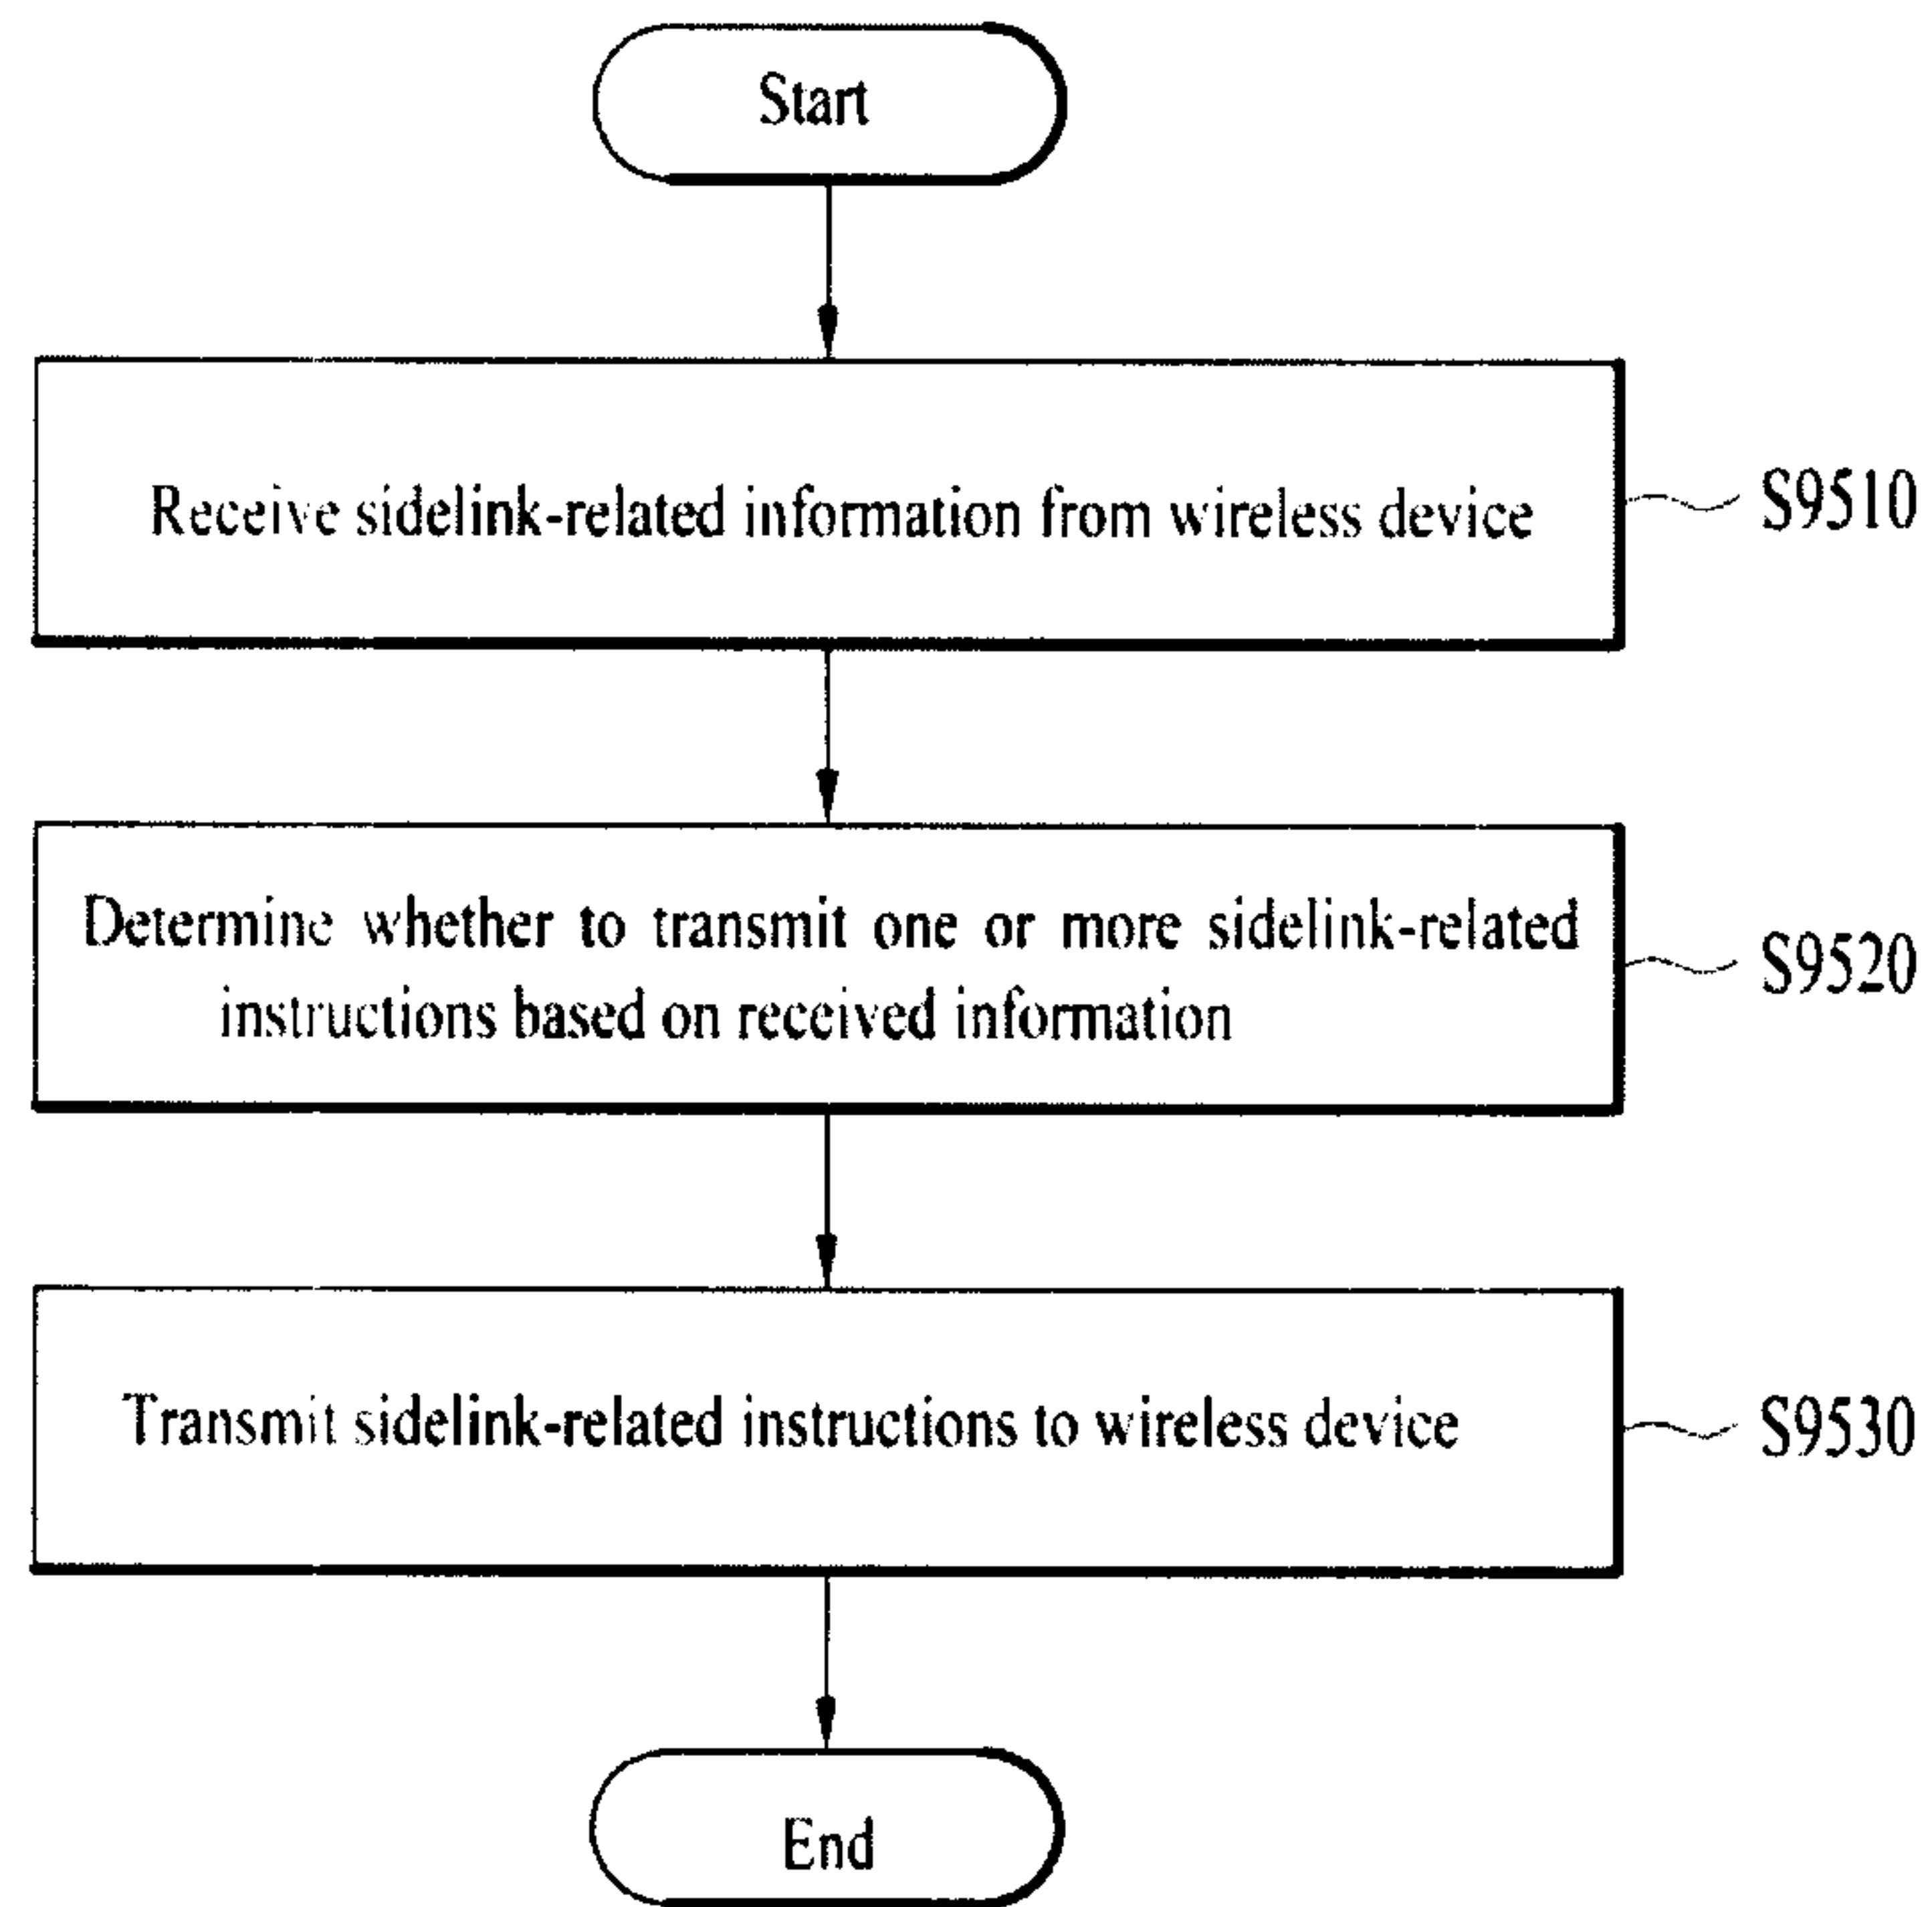 Start
Receive sidelink-related information from wireless device
S9510
Determine whether to transmit one or more sidelink-related
instructions based on received information
S9520
Transmit sidelink-related instructions to wireless device
S9530
End